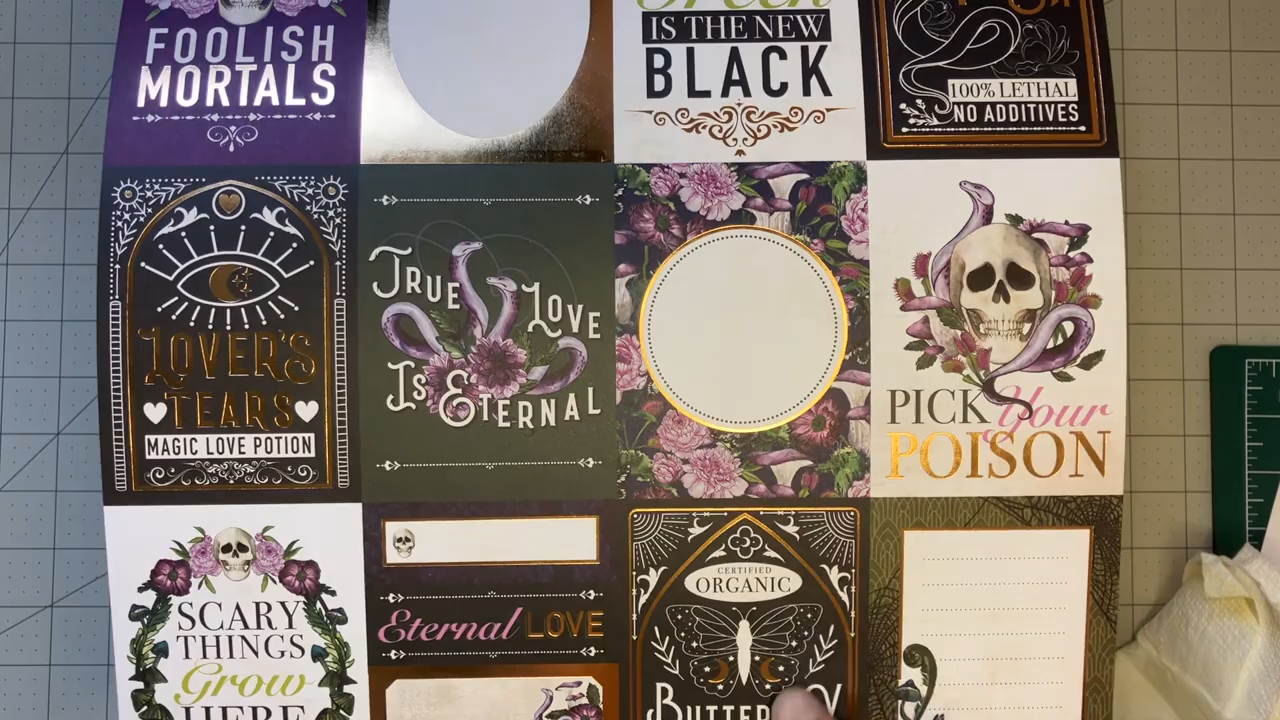 FOOLISH
MORTALS
IS THE NEW
BLACK
100% LETHAL
NO ADDITIVES
LOVER'S
TEARS
MAGIC LOVE POTION
TRUE LOVE
IS ETERNAL
PICK Your
POISON
SCARY
THINGS
Grow
HERE
Eternal LOVE
CERTIFIED
ORGANIC